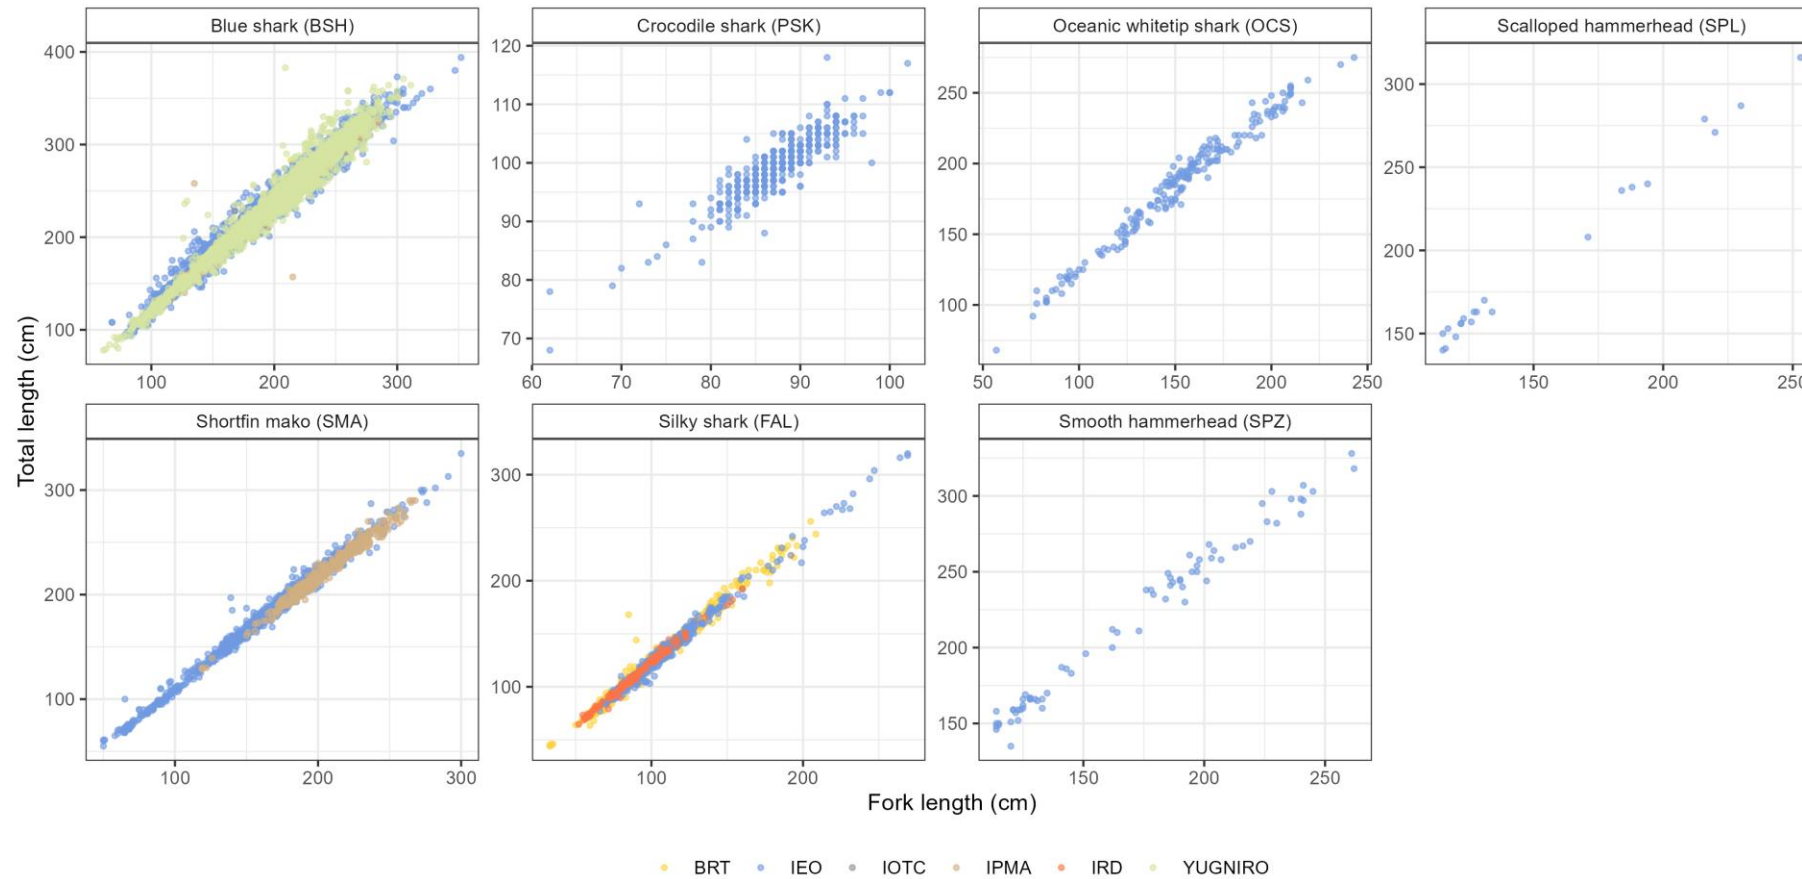 Blue shark (BSH)
Crocodile shark (PSK)
Oceanic whitetip shark (OCS)
Scalloped hammerhead (SPL)
400
300
200
100
100 200 300
120
110
100
90
80
70
60 70 80 90 100
250
200
150
100
50 100 150 200 250
300
250
200
150
150 200 250
Total length (cm)
Shortfin mako (SMA)
Silky shark (FAL)
Smooth hammerhead (SPZ)
300
200
100
100 200 300
300
200
100
100 200
300
250
200
150
150 200 250
Fork length (cm)
BRT IEO IOTC IPMA IRD YUGNIRO